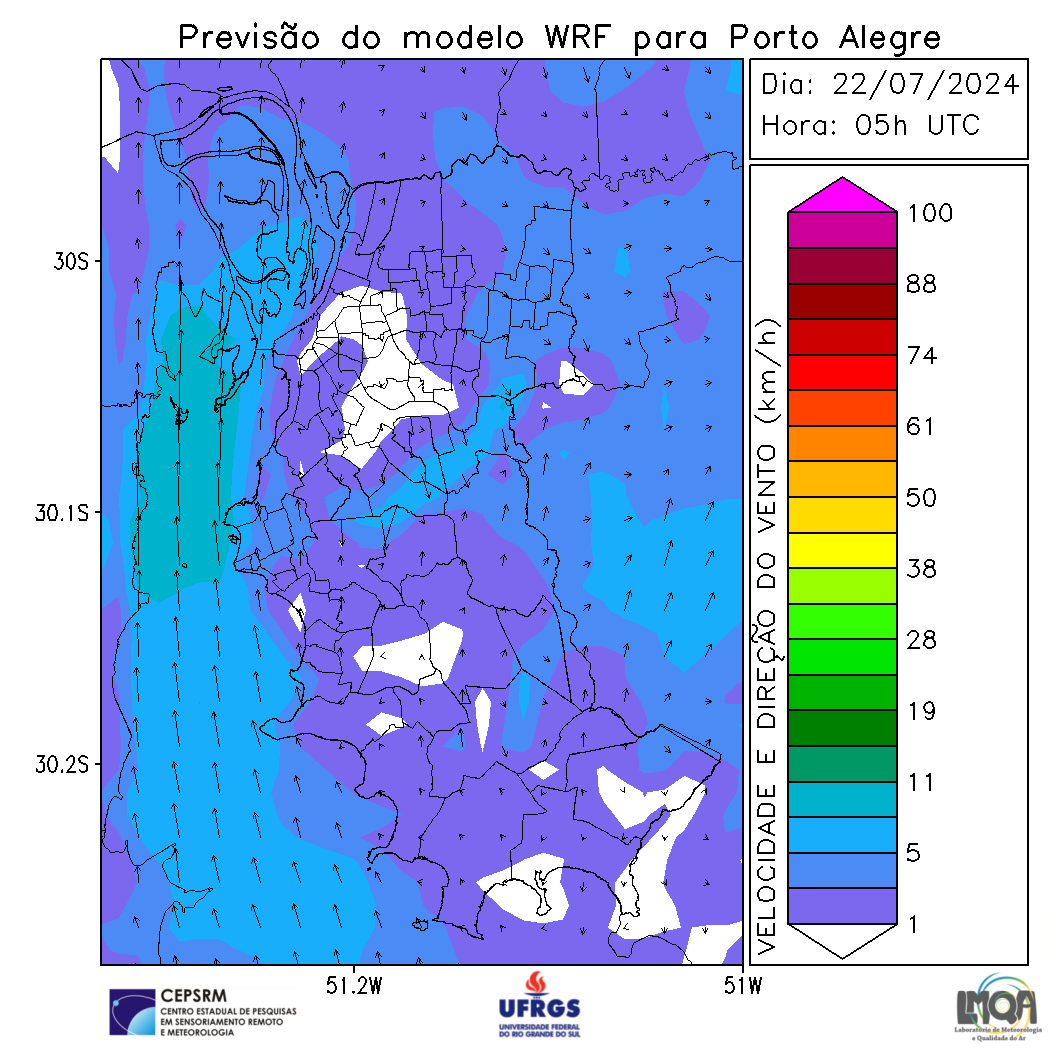 Previsão do modelo WRF para Porto Alegre
Dia: 22/07/2024
Hora: 05h UTC
30S
30.1S
30.2S
51.2W
51W
VELOCIDADE E DIREÇÃO DO VENTO (km/h)
100
88
74
61
50
38
28
19
11
5
1
CEPSRM
CENTRO ESTADUAL DE PESQUISAS
EM SENSORIAMENTO REMOTO
E METEOROLOGIA
UFRGS
UNIVERSIDADE FEDERAL
DO RIO GRANDE DO SUL
LMQA
Laboratório de Meteorologia
e Qualidade do Ar